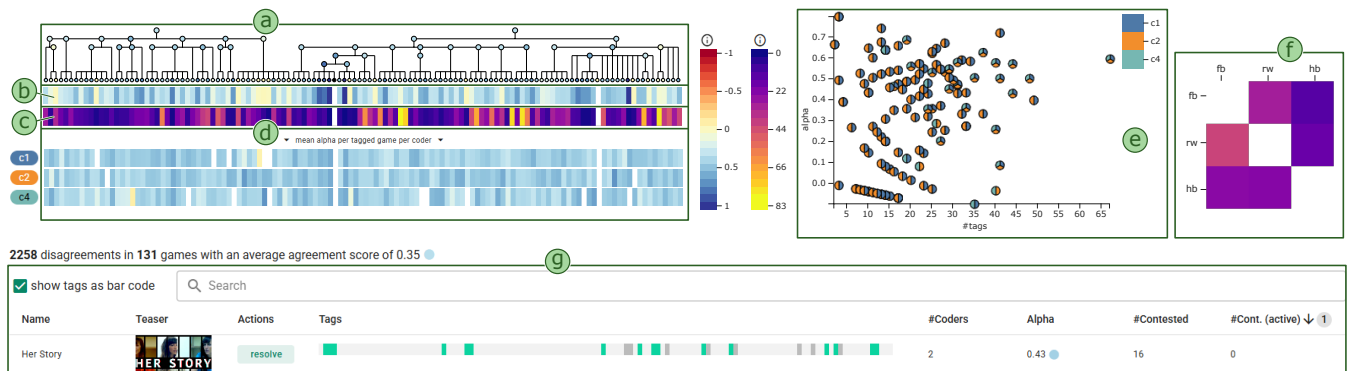 a
b
c
d
mean alpha per tagged game per coder
c1
c2
c4
-1
-0.5
0
0.5
1
0
22
44
66
83
alpha
0.7
0.6
0.5
0.4
0.3
0.2
0.1
0.0
5 10 15 20 25 30 35 40 45 50 55 60 65
#tags
c1
c2
c4
e
f
fb rw hb
fb
rw
hb
2258 disagreements in 131 games with an average agreement score of 0.35
g
show tags as bar code
Search
Name Teaser Actions Tags #Coders Alpha #Contested #Cont. (active) 1
Her Story HER STORY resolve 2 0.43 16 0